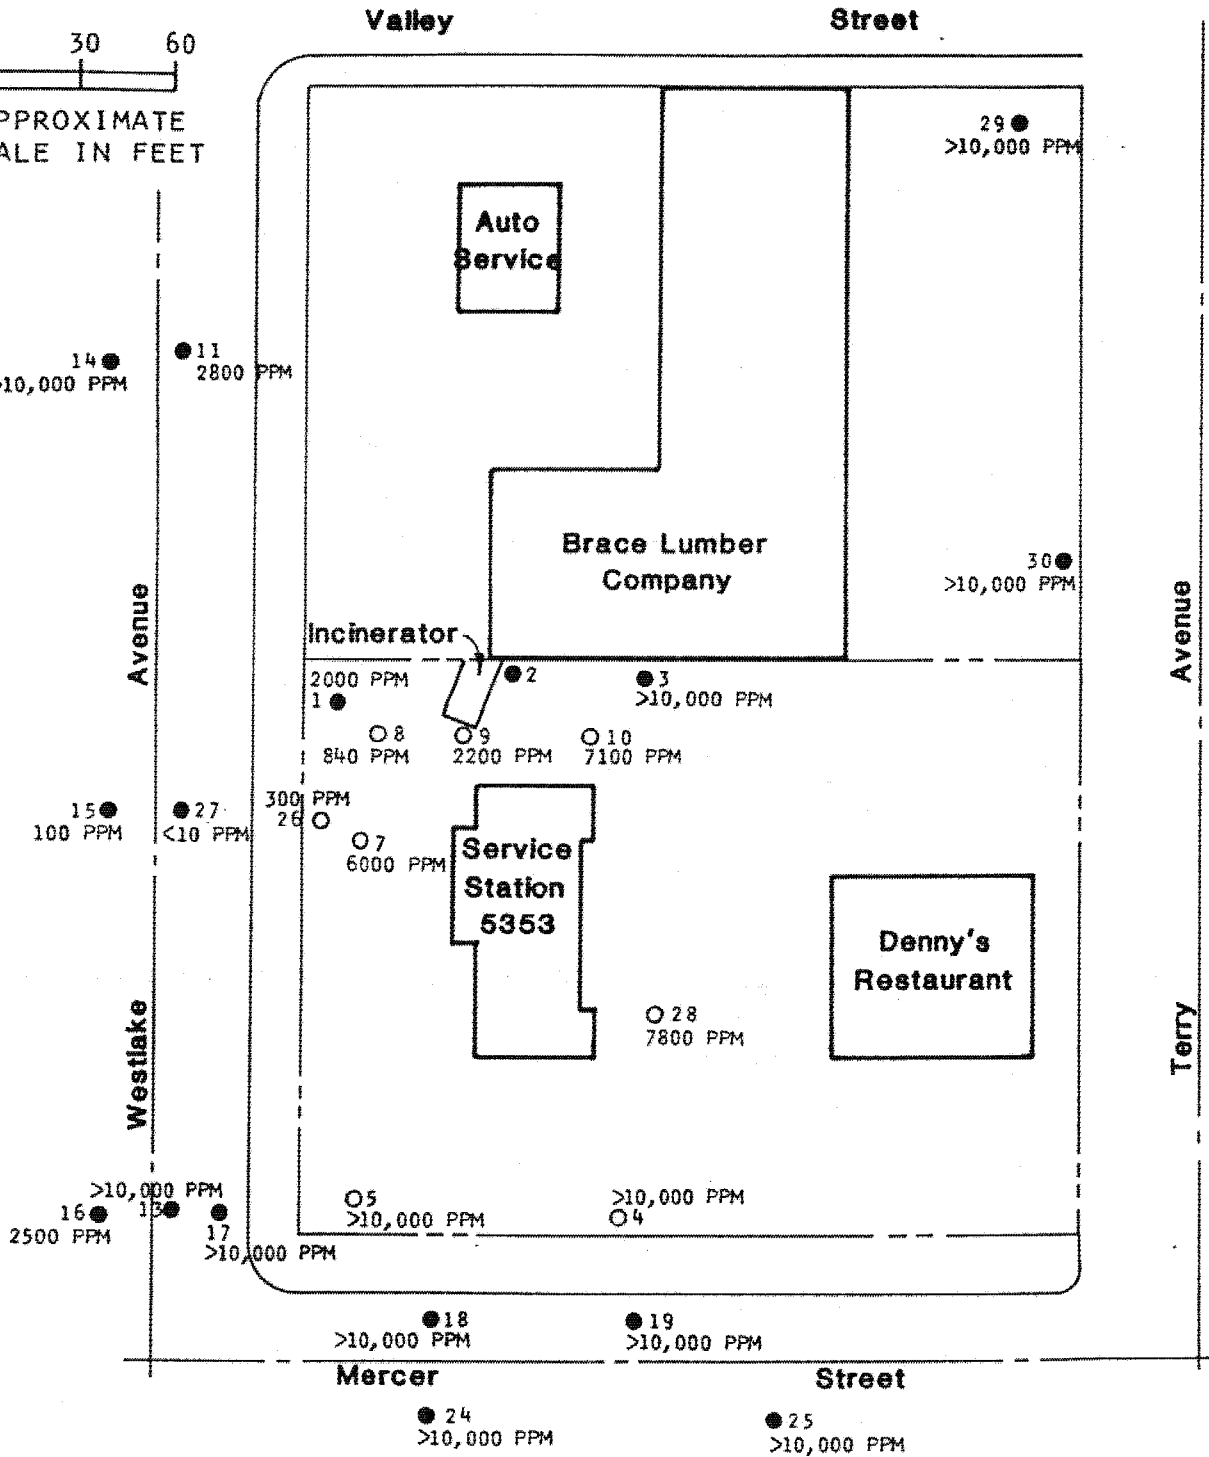 Valley Street
30 60
PPROXIMATE
ALE IN FEET
29
>10,000 PPM
Auto
Service
14
>10,000 PPM
11
2800 PPM
Brace Lumber
Company
30
>10,000 PPM
Avenue
Avenue
Incinerator
2000 PPM
1
2
3
>10,000 PPM
8
840 PPM
9
2200 PPM
10
7100 PPM
15
100 PPM
27
<10 PPM
300 PPM
26
7
6000 PPM
Service
Station
5353
Denny's
Restaurant
28
7800 PPM
Westlake
Terry
>10,000 PPM
16
2500 PPM
13
17
>10,000 PPM
5
>10,000 PPM
>10,000 PPM
4
18
>10,000 PPM
19
>10,000 PPM
Mercer Street
24
>10,000 PPM
25
>10,000 PPM